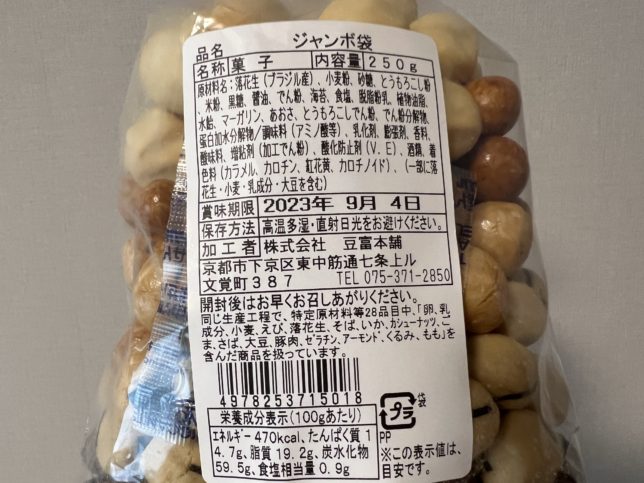 品名 ジャンボ袋
名称 菓子 内容量 250g
原材料名:落花生(ブラジル産)、小麦粉、砂糖、とうもろこし粉
米粉、黒糖、醬油、でん粉、海苔、食塩、脱脂粉乳、植物油脂、
水飴、マーガリン、あおさ、とうもろこしでん粉、でん粉分解物、
蛋白加水分解物/調味料(アミノ酸等)、乳化剤、膨張剤、香料、
酸味料、増粘剤(加工でん粉)、酸化防止剤(V.E)、酒精、着
色料(カラメル、カロチン、紅花黄、カロチノイド)、(一部に落
花生・小麦・乳成分・大豆を含む)
賞味期限 2023年 9月 4日
保存方法 高温多湿・直射日光をお避けください。
加工者 株式会社 豆富本舗
京都市下京区東中筋通七条上ル
文覚町387 TEL 075-371-2850
開封後はお早くお召しあがりください。
同じ生産工程で、特定原材料等28品目中、「卵、乳
成分、小麦、えび、落花生、そば、いか、カシューナッツ、ご
ま、さば、大豆、豚肉、ゼラチン、アーモンド、くるみ、もも」を
含んだ商品を扱っています。
4978253715018
プラ
袋
PP
栄養成分表示(100gあたり)
エネルギー 470kcal、たんぱく質 1
4.7g、脂質 19.2g、炭水化物
59.5g、食塩相当量 0.9g
※この表示値は、
目安です。